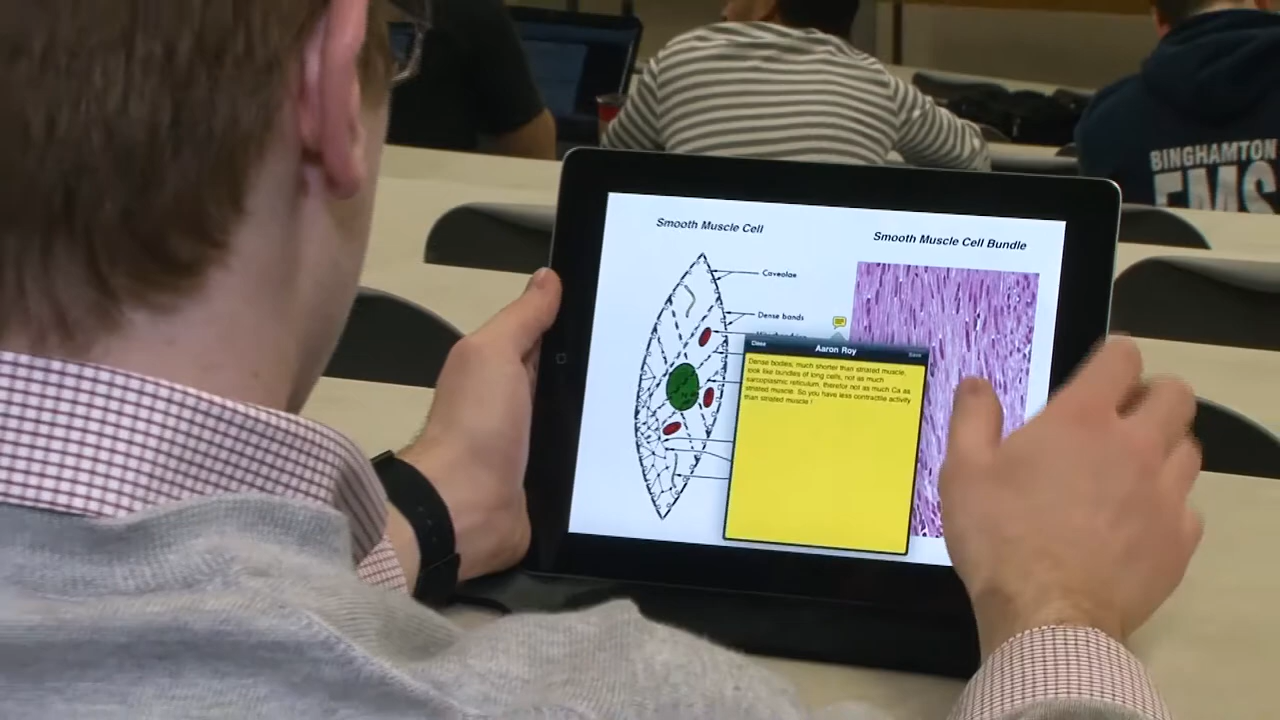 BINGHAMTON
EMS
Smooth Muscle Cell
Smooth Muscle Cell Bundle
Caveolae
Dense bands
Close
Aaron Roy
Save
Dense bodies, much shorter than striated muscle,
look like bundles of long cells, not as much
sarcoplasmic reticulum, therefor not as much Ca as
striated muscle. So you have less contractile activity
than striated muscle !